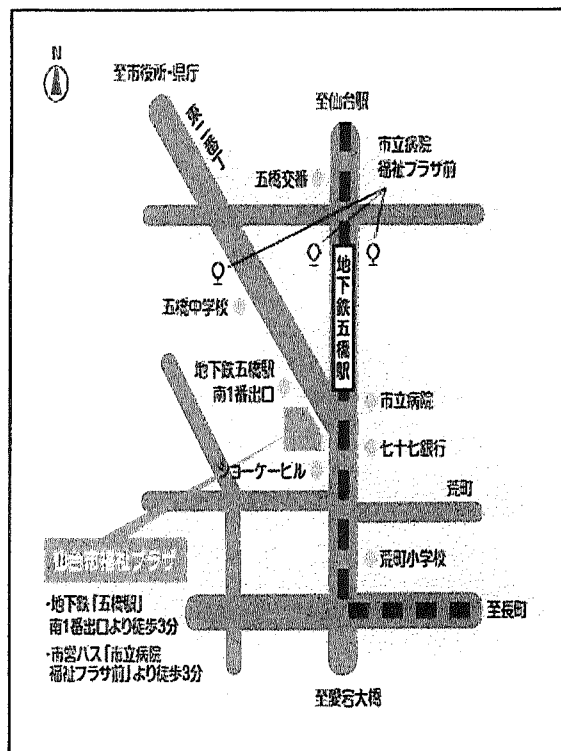 N
至市役所・県庁
東二番丁
至仙台駅
市立病院
福祉プラザ前
五橋交番
地下鉄五橋駅
五橋中学校
地下鉄五橋駅
南1番出口
市立病院
七十七銀行
ヨーケービル
荒町
仙台市福祉プラザ
荒町小学校
・地下鉄「五橋駅」
南1番出口より徒歩3分
・市営バス「市立病院
福祉プラザ前」より徒歩3分
至長町
至愛宕大橋